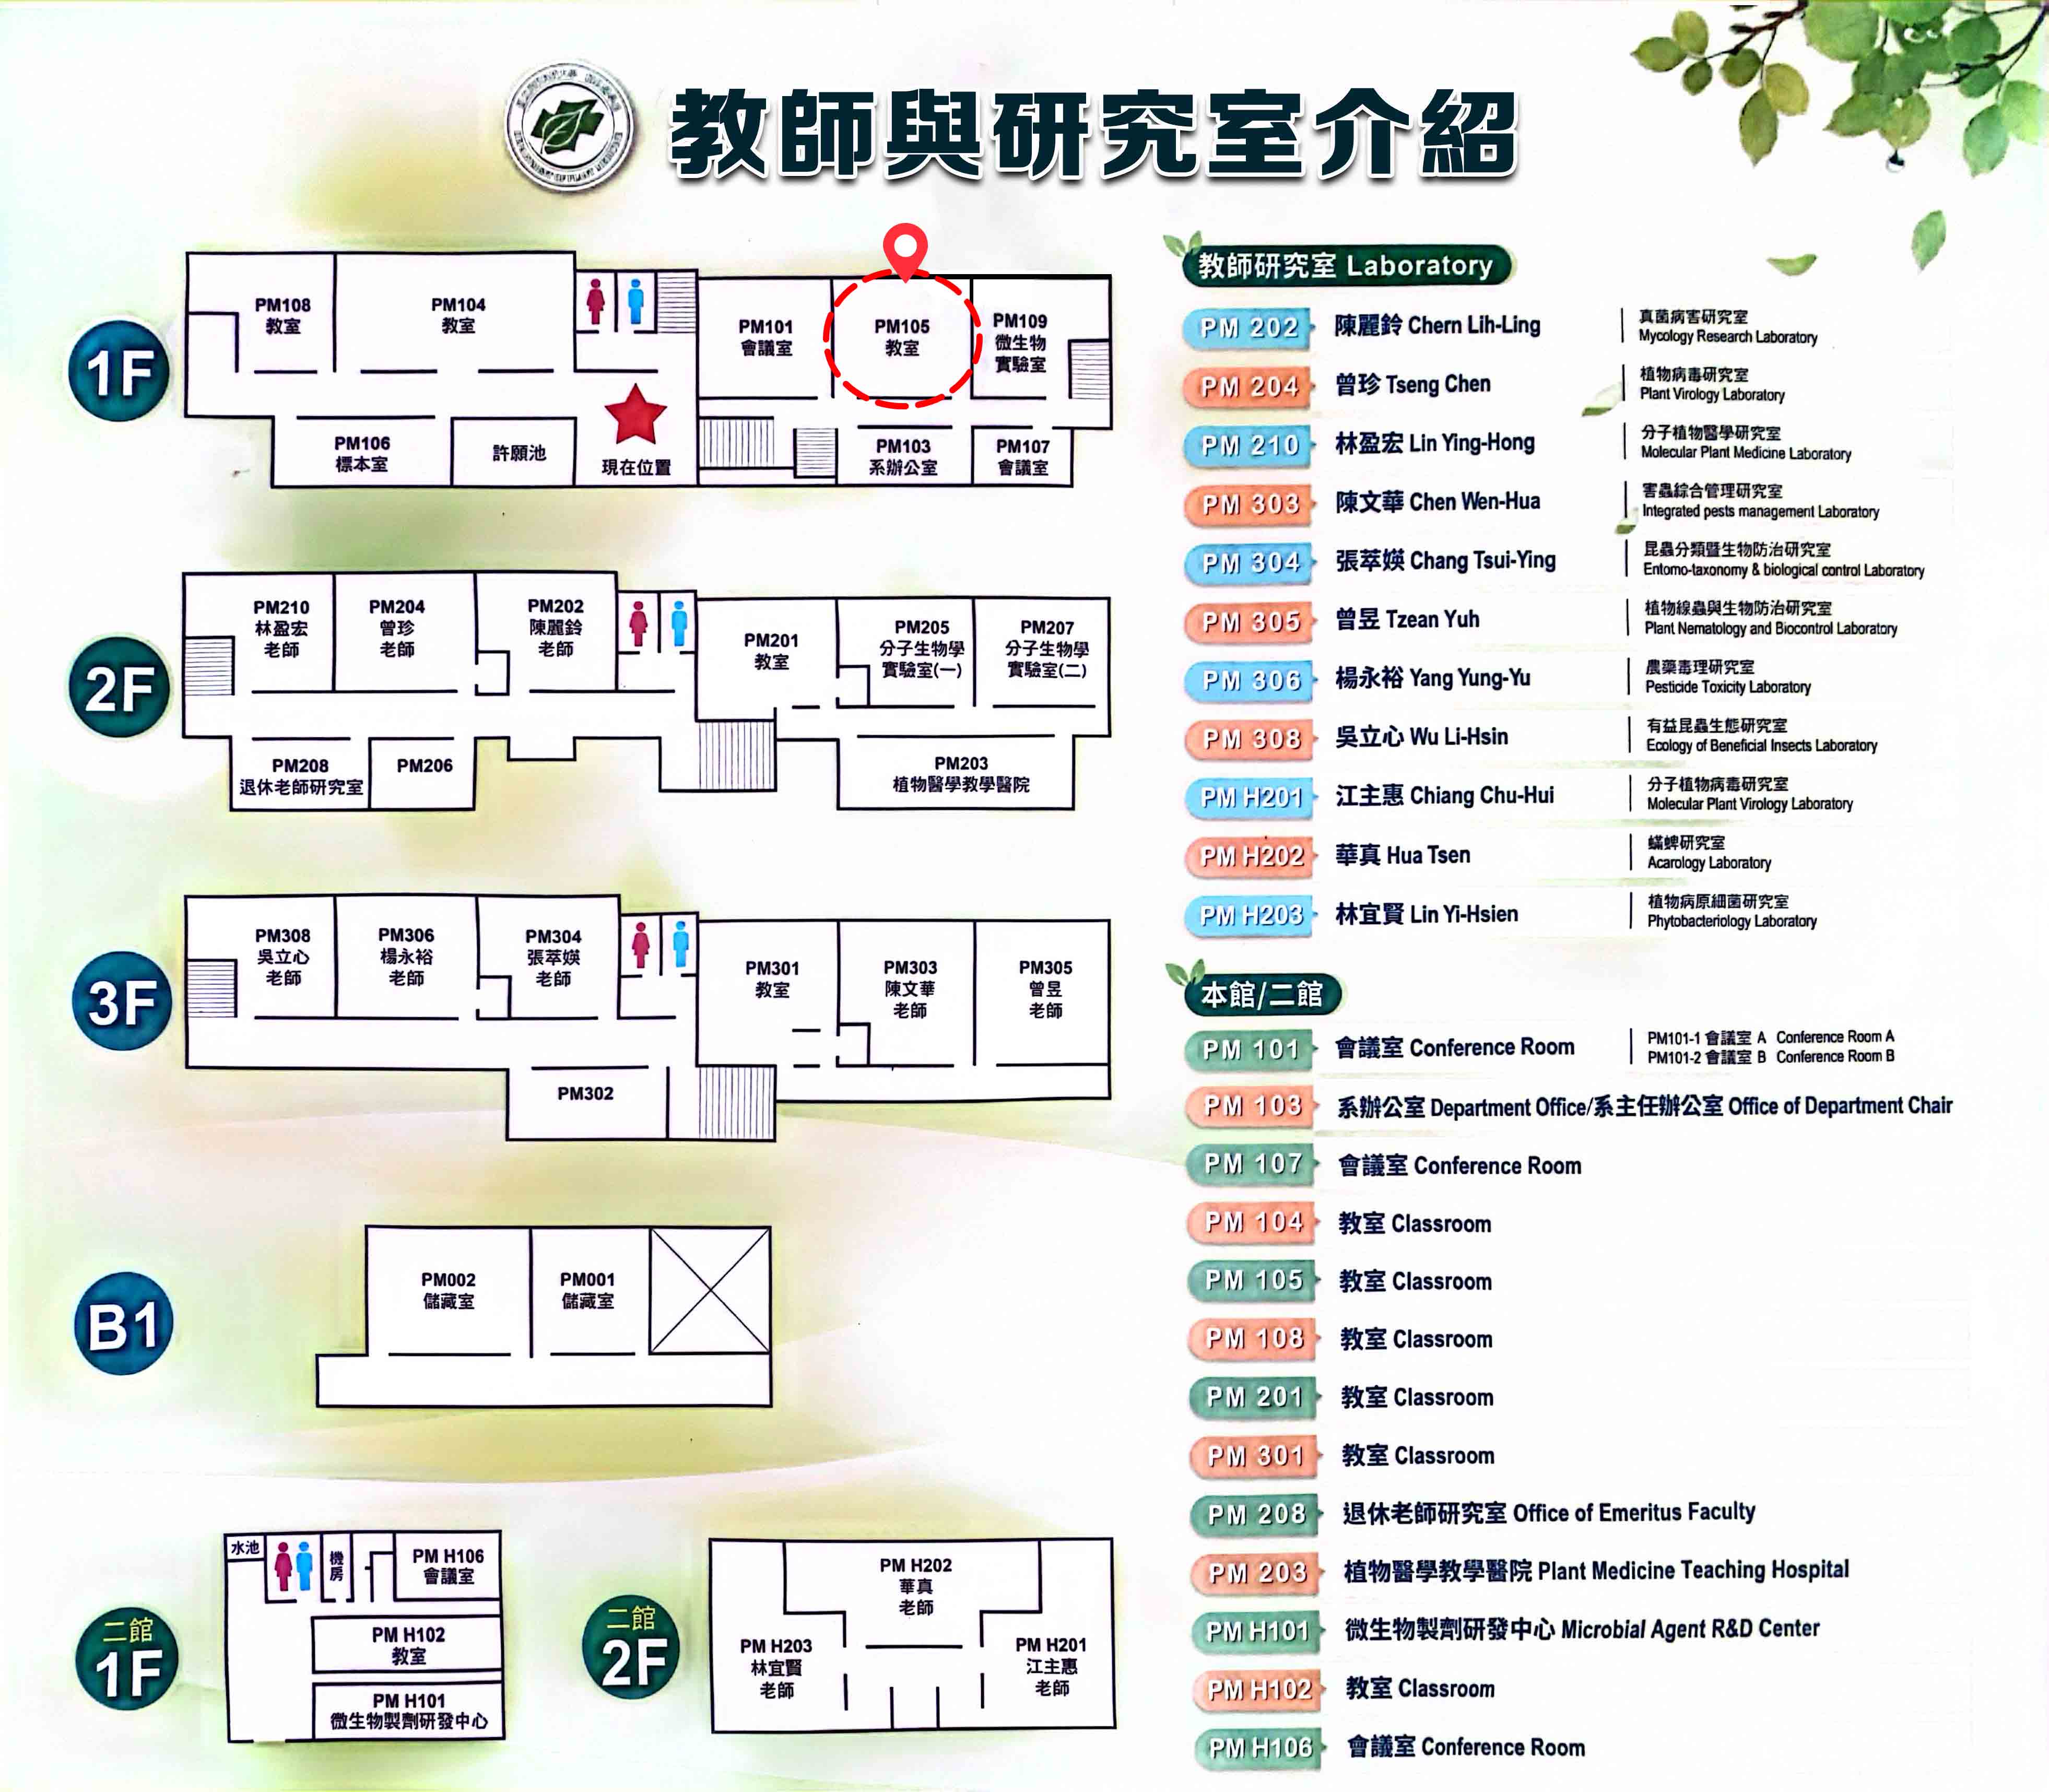 教師與研究室介紹
1F
PM108
教室
PM104
教室
PM101
會議室
PM105
教室
PM109
微生物
實驗室
PM106
標本室
許願池
現在位置
PM103
系辦公室
PM107
會議室
2F
PM210
林盈宏
老師
PM204
曾珍
老師
PM202
陳麗鈴
老師
PM201
教室
PM205
分子生物學
實驗室(一)
PM207
分子生物學
實驗室(二)
PM208
退休老師研究室
PM206
PM203
植物醫學教學醫院
3F
PM308
吳立心
老師
PM306
楊永裕
老師
PM304
張萃媖
老師
PM301
教室
PM303
陳文華
老師
PM305
曾昱
老師
PM302
B1
PM002
儲藏室
PM001
儲藏室
二館
1F
水池
機房
PM H106
會議室
PM H102
教室
PM H101
微生物製劑研發中心
二館
2F
PM H202
華真
老師
PM H203
林宜賢
老師
PM H201
江主惠
老師
教師研究室 Laboratory
PM 202 陳麗鈴 Chern Lih-Ling 真菌病害研究室
Mycology Research Laboratory
PM 204 曾珍 Tseng Chen 植物病毒研究室
Plant Virology Laboratory
PM 210 林盈宏 Lin Ying-Hong 分子植物醫學研究室
Molecular Plant Medicine Laboratory
PM 303 陳文華 Chen Wen-Hua 害蟲綜合管理研究室
Integrated pests management Laboratory
PM 304 張萃媖 Chang Tsui-Ying 昆蟲分類暨生物防治研究室
Entomo-taxonomy & biological control Laboratory
PM 305 曾昱 Tzean Yuh 植物線蟲與生物防治研究室
Plant Nematology and Biocontrol Laboratory
PM 306 楊永裕 Yang Yung-Yu 農藥毒理研究室
Pesticide Toxicity Laboratory
PM 308 吳立心 Wu Li-Hsin 有益昆蟲生態研究室
Ecology of Beneficial Insects Laboratory
PM H201 江主惠 Chiang Chu-Hui 分子植物病毒研究室
Molecular Plant Virology Laboratory
PM H202 華真 Hua Tsen 蟎蜱研究室
Acarology Laboratory
PM H203 林宜賢 Lin Yi-Hsien 植物病原細菌研究室
Phytobacteriology Laboratory
本館/二館
PM 101 會議室 Conference Room PM101-1 會議室 A Conference Room A
PM101-2 會議室 B Conference Room B
PM 103 系辦公室 Department Office/系主任辦公室 Office of Department Chair
PM 107 會議室 Conference Room
PM 104 教室 Classroom
PM 105 教室 Classroom
PM 108 教室 Classroom
PM 201 教室 Classroom
PM 301 教室 Classroom
PM 208 退休老師研究室 Office of Emeritus Faculty
PM 203 植物醫學教學醫院 Plant Medicine Teaching Hospital
PM H101 微生物製劑研發中心 Microbial Agent R&D Center
PM H102 教室 Classroom
PM H106 會議室 Conference Room